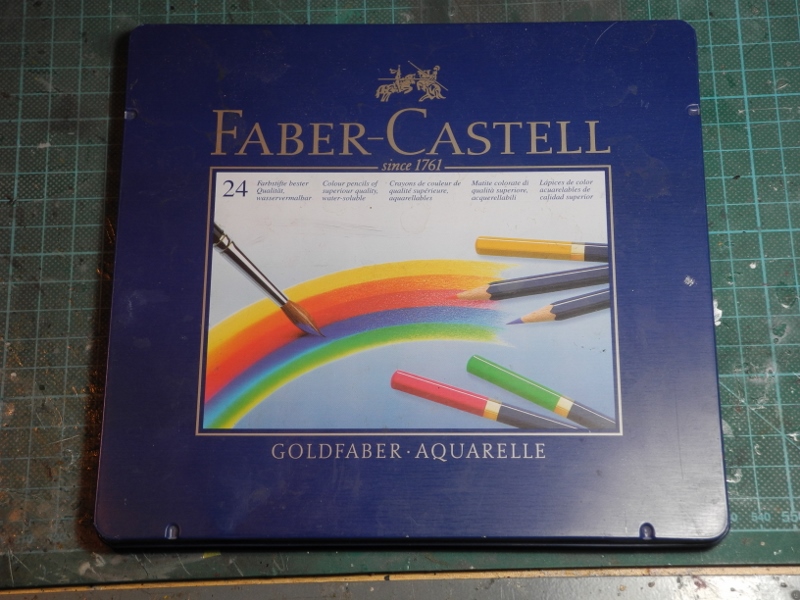 FABER-CASTELL
since 1761
24
Farbstifte bester
Qualität,
wasservermalbar
Colour pencils of
superiour quality,
water-soluble
Crayons de couleur de
qualité supérieure,
aquarellables
Matite colorate di
qualità superiore,
acquerellabili
Lápices de color
acuarelables de
calidad superior
GOLDFABER·AQUARELLE